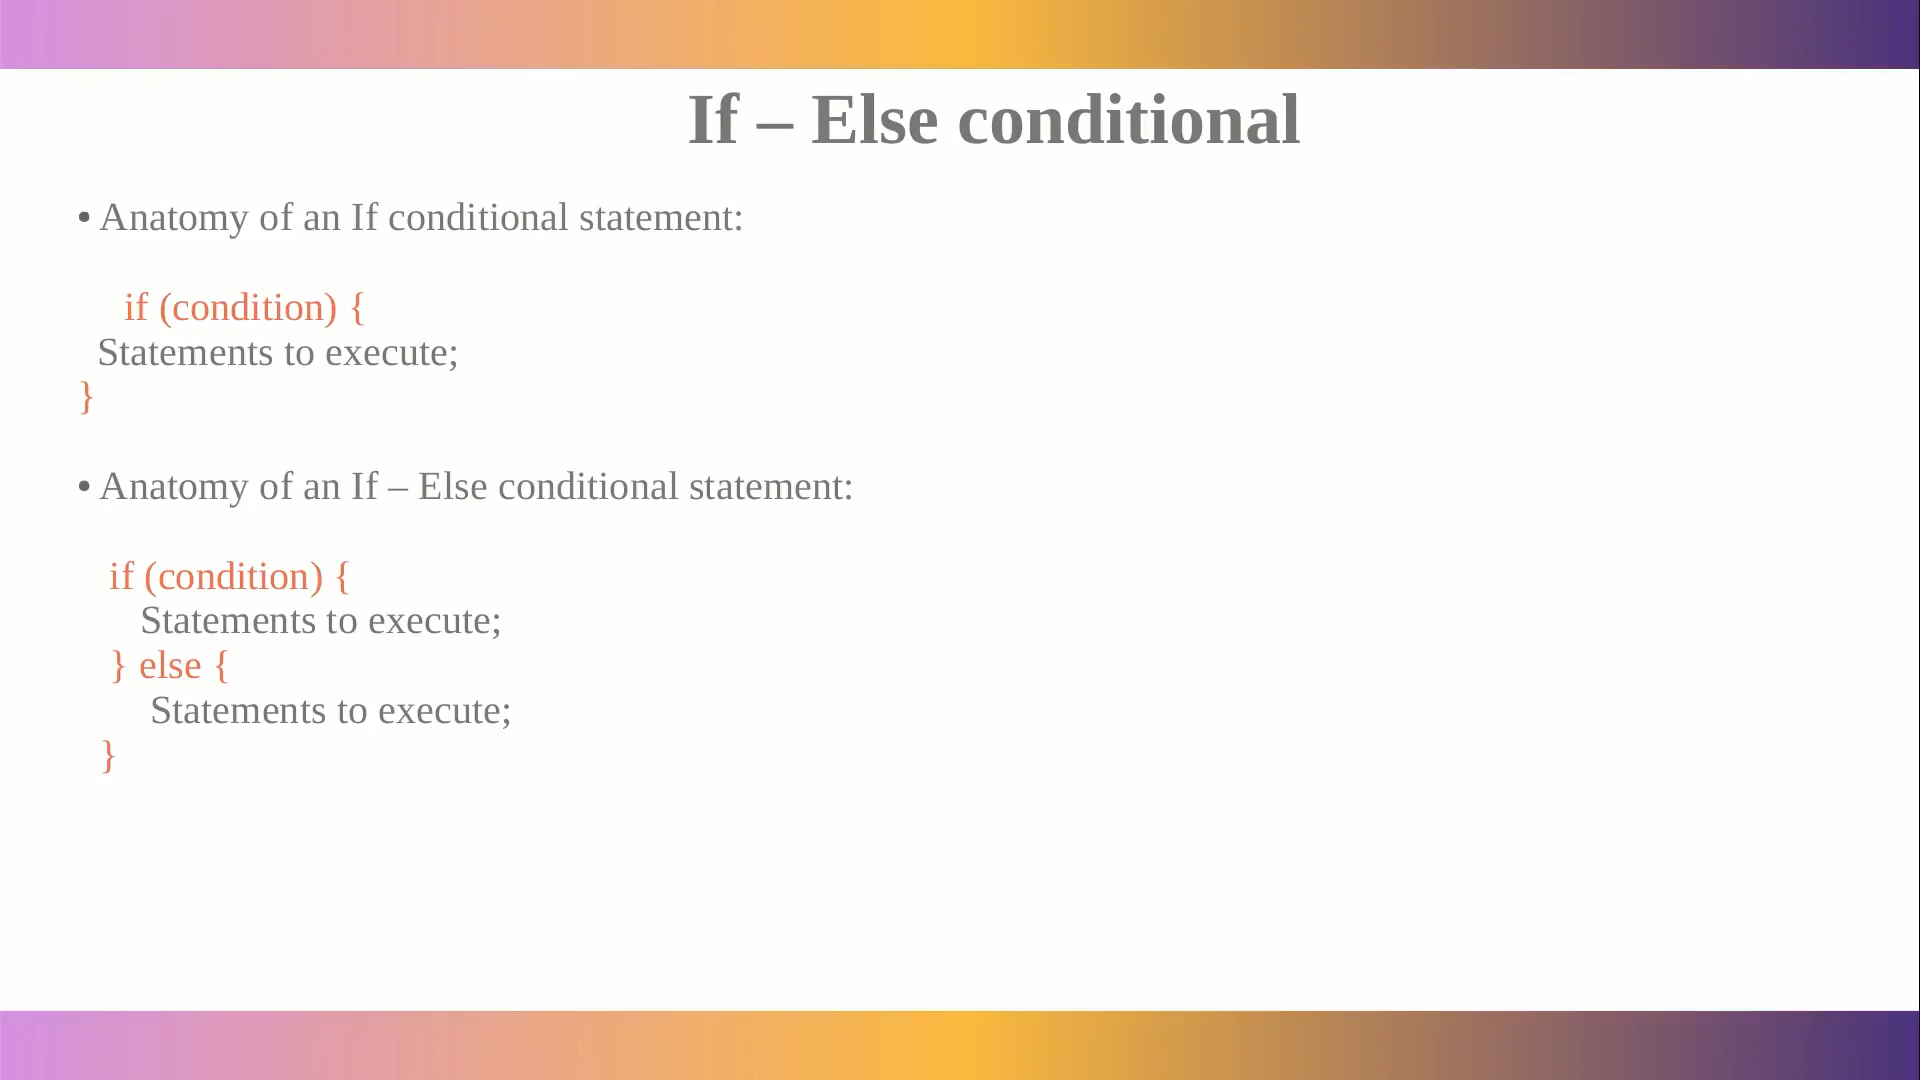 If – Else conditional
• Anatomy of an If conditional statement:
if (condition) {
Statements to execute;
}
• Anatomy of an If – Else conditional statement:
if (condition) {
Statements to execute;
} else {
Statements to execute;
}